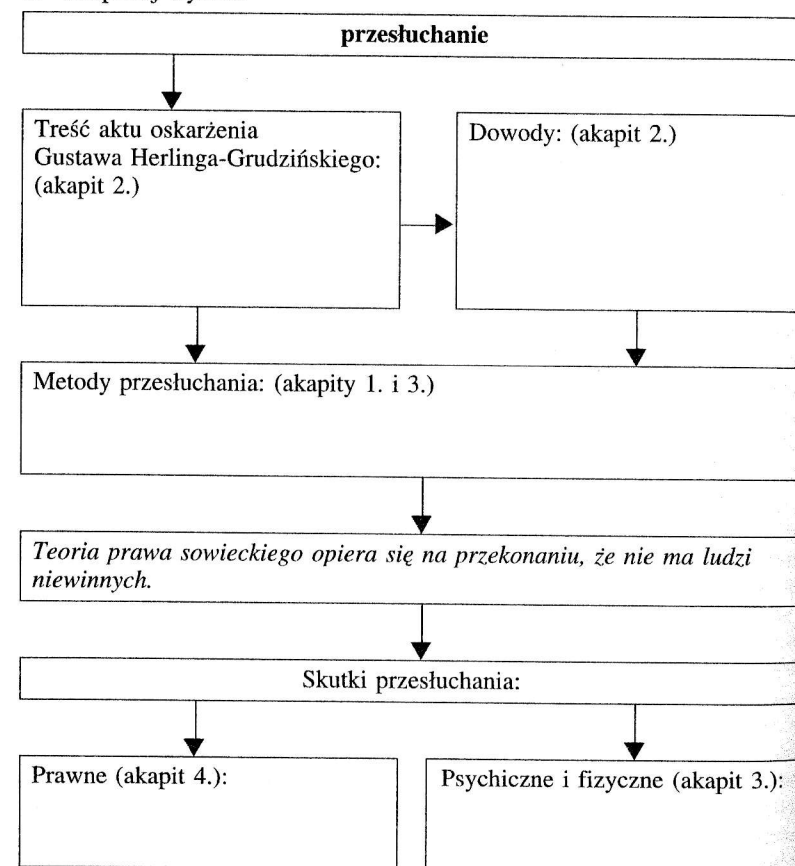 przesłuchanie
Treść aktu oskarżenia
Gustawa Herlinga-Grudzińskiego:
(akapit 2.)
Dowody: (akapit 2.)
Metody przesłuchania: (akapity 1. i 3.)
Teoria prawa sowieckiego opiera się na przekonaniu, że nie ma ludzi
niewinnych.
Skutki przesłuchania:
Prawne (akapit 4.):
Psychiczne i fizyczne (akapit 3.):